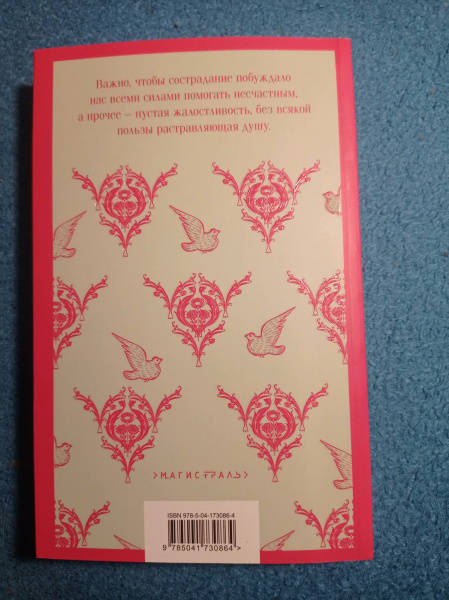 Важно, чтобы сострадание побуждало
нас всеми силами помогать несчастным,
а прочее — пустая жалостливость, без всякой
пользы растравляющая душу.
МАГИСТРАЛЬ
ISBN 978-5-04-173086-4
9 785041 730864 >